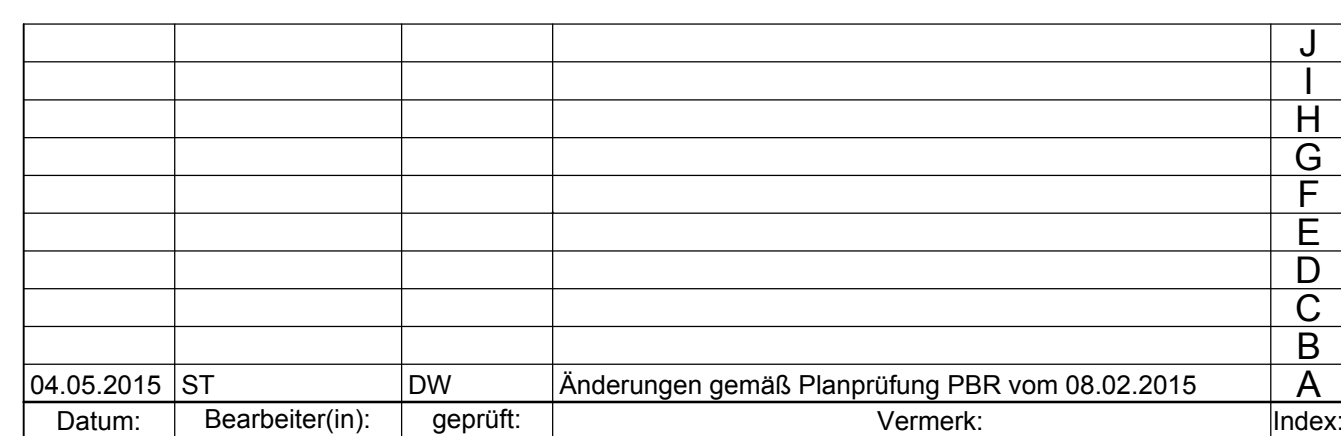 J
I
H
G
F
E
D
C
B
04.05.2015 ST DW Änderungen gemäß Planprüfung PBR vom 08.02.2015 A
Datum: Bearbeiter(in): geprüft: Vermerk: Index: